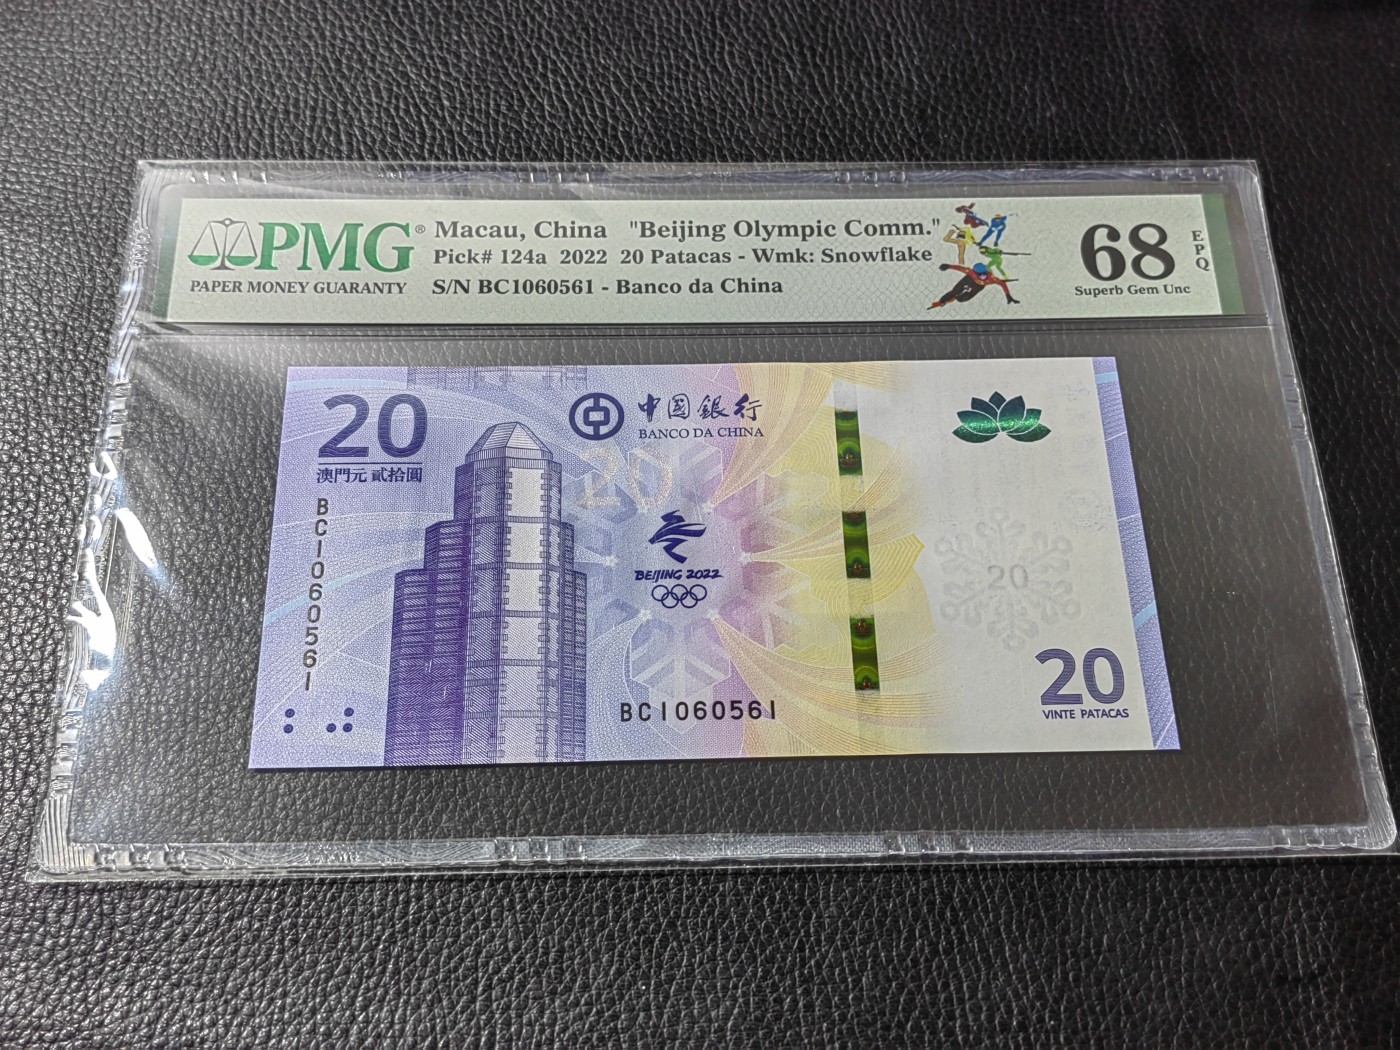 PMG®
PAPER MONEY GUARANTY
Macau, China "Beijing Olympic Comm."
Pick# 124a 2022 20 Patacas - Wmk: Snowflake
S/N BC1060561 - Banco da China
68
EPQ
Superb Gem Unc
20
澳門元 貳拾圓
BC1060561
中國銀行
BANCO DA CHINA
20
BEIJING 2022
BC1060561
20
20
VINTE PATACAS